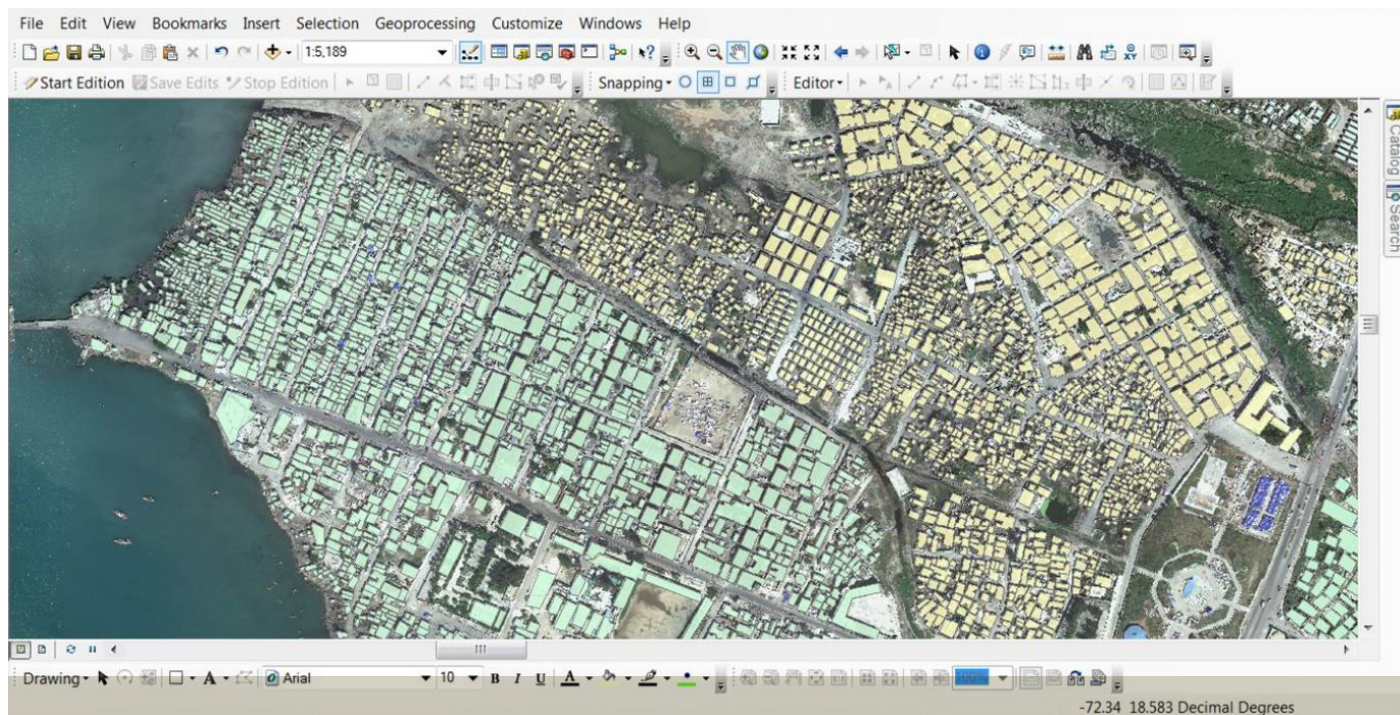 File Edit View Bookmarks Insert Selection Geoprocessing Customize Windows Help
1:5,189
Start Edition Save Edits Stop Edition Snapping Editor
Catalog
Search
Drawing A Arial 10 B I U A 100%
-72.34 18.583 Decimal Degrees